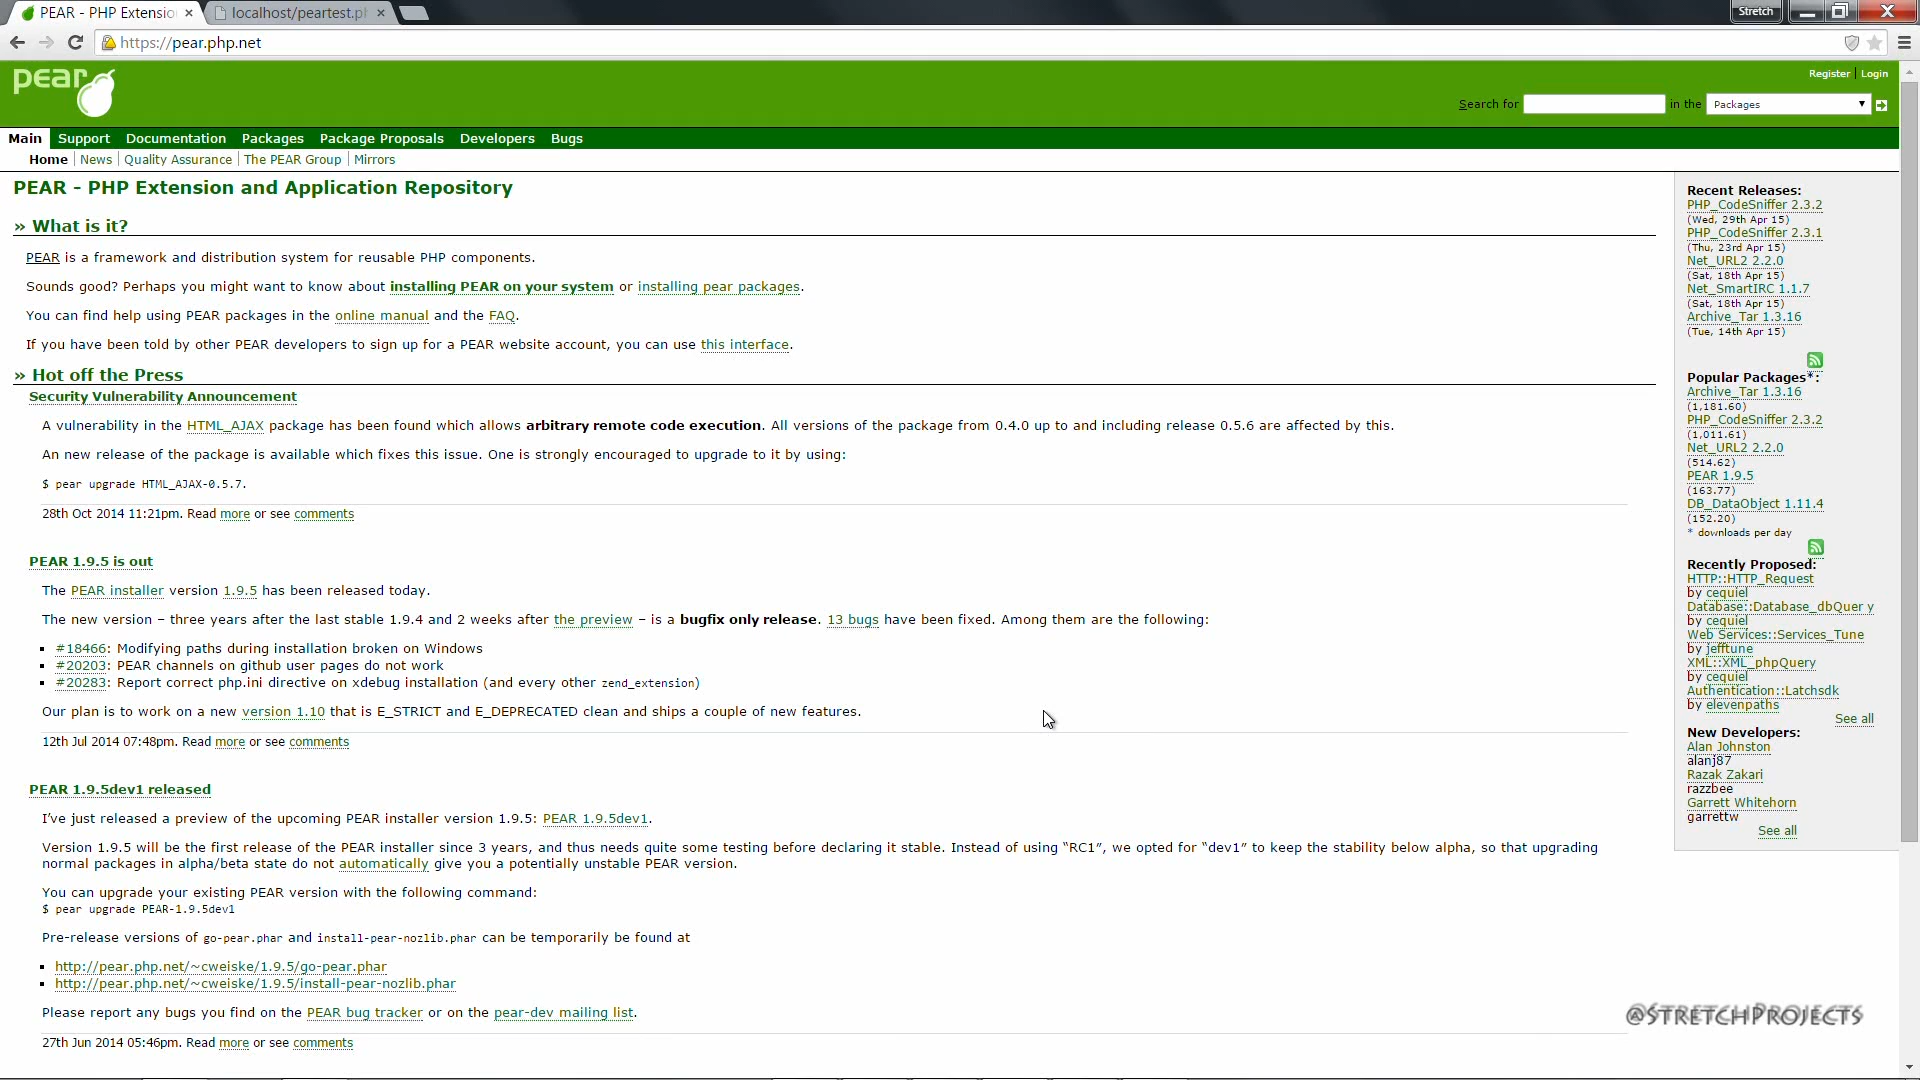 PEAR - PHP Extensio
localhost/peartest.ph
Stretch
https://pear.php.net
pear
Register | Login
Search for in the Packages
Main Support Documentation Packages Package Proposals Developers Bugs
Home News Quality Assurance The PEAR Group Mirrors
PEAR - PHP Extension and Application Repository
» What is it?
PEAR is a framework and distribution system for reusable PHP components.
Sounds good? Perhaps you might want to know about installing PEAR on your system or installing pear packages.
You can find help using PEAR packages in the online manual and the FAQ.
If you have been told by other PEAR developers to sign up for a PEAR website account, you can use this interface.
» Hot off the Press
Security Vulnerability Announcement
A vulnerability in the HTML_AJAX package has been found which allows arbitrary remote code execution. All versions of the package from 0.4.0 up to and including release 0.5.6 are affected by this.
An new release of the package is available which fixes this issue. One is strongly encouraged to upgrade to it by using:
$ pear upgrade HTML_AJAX-0.5.7.
28th Oct 2014 11:21pm. Read more or see comments
PEAR 1.9.5 is out
The PEAR installer version 1.9.5 has been released today.
The new version – three years after the last stable 1.9.4 and 2 weeks after the preview – is a bugfix only release. 13 bugs have been fixed. Among them are the following:
#18466: Modifying paths during installation broken on Windows
#20203: PEAR channels on github user pages do not work
#20283: Report correct php.ini directive on xdebug installation (and every other zend_extension)
Our plan is to work on a new version 1.10 that is E_STRICT and E_DEPRECATED clean and ships a couple of new features.
12th Jul 2014 07:48pm. Read more or see comments
PEAR 1.9.5dev1 released
I’ve just released a preview of the upcoming PEAR installer version 1.9.5: PEAR 1.9.5dev1.
Version 1.9.5 will be the first release of the PEAR installer since 3 years, and thus needs quite some testing before declaring it stable. Instead of using “RC1”, we opted for “dev1” to keep the stability below alpha, so that upgrading
normal packages in alpha/beta state do not automatically give you a potentially unstable PEAR version.
You can upgrade your existing PEAR version with the following command:
$ pear upgrade PEAR-1.9.5dev1
Pre-release versions of go-pear.phar and install-pear-nozlib.phar can be temporarily be found at
http://pear.php.net/~cweiske/1.9.5/go-pear.phar
http://pear.php.net/~cweiske/1.9.5/install-pear-nozlib.phar
Please report any bugs you find on the PEAR bug tracker or on the pear-dev mailing list.
27th Jun 2014 05:46pm. Read more or see comments
Recent Releases:
PHP_CodeSniffer 2.3.2
(Wed, 29th Apr 15)
PHP_CodeSniffer 2.3.1
(Thu, 23rd Apr 15)
Net_URL2 2.2.0
(Sat, 18th Apr 15)
Net_SmartIRC 1.1.7
(Sat, 18th Apr 15)
Archive_Tar 1.3.16
(Tue, 14th Apr 15)
Popular Packages*:
Archive_Tar 1.3.16
(1,181.60)
PHP_CodeSniffer 2.3.2
(1,011.61)
Net_URL2 2.2.0
(514.62)
PEAR 1.9.5
(163.77)
DB_DataObject 1.11.4
(152.20)
* downloads per day
Recently Proposed:
HTTP::HTTP_Request
by cequiel
Database::Database_dbQuer y
by cequiel
Web Services::Services_Tune
by jefftune
XML::XML_phpQuery
by cequiel
Authentication::Latchsdk
by elevenpaths
See all
New Developers:
Alan Johnston
alanj87
Razak Zakari
razzbee
Garrett Whitehorn
garrettw
See all
@StretchProjects